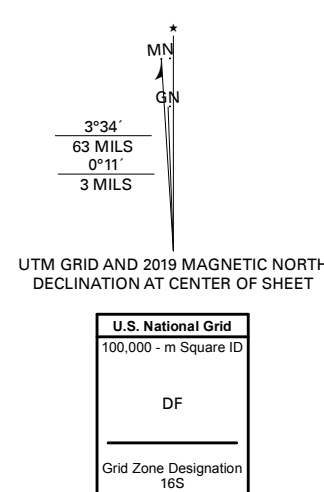 MN
GN
3°34´
63 MILS
0°11´
3 MILS
UTM GRID AND 2019 MAGNETIC NORTH
DECLINATION AT CENTER OF SHEET
U.S. National Grid
100,000 - m Square ID
DF
Grid Zone Designation
16S